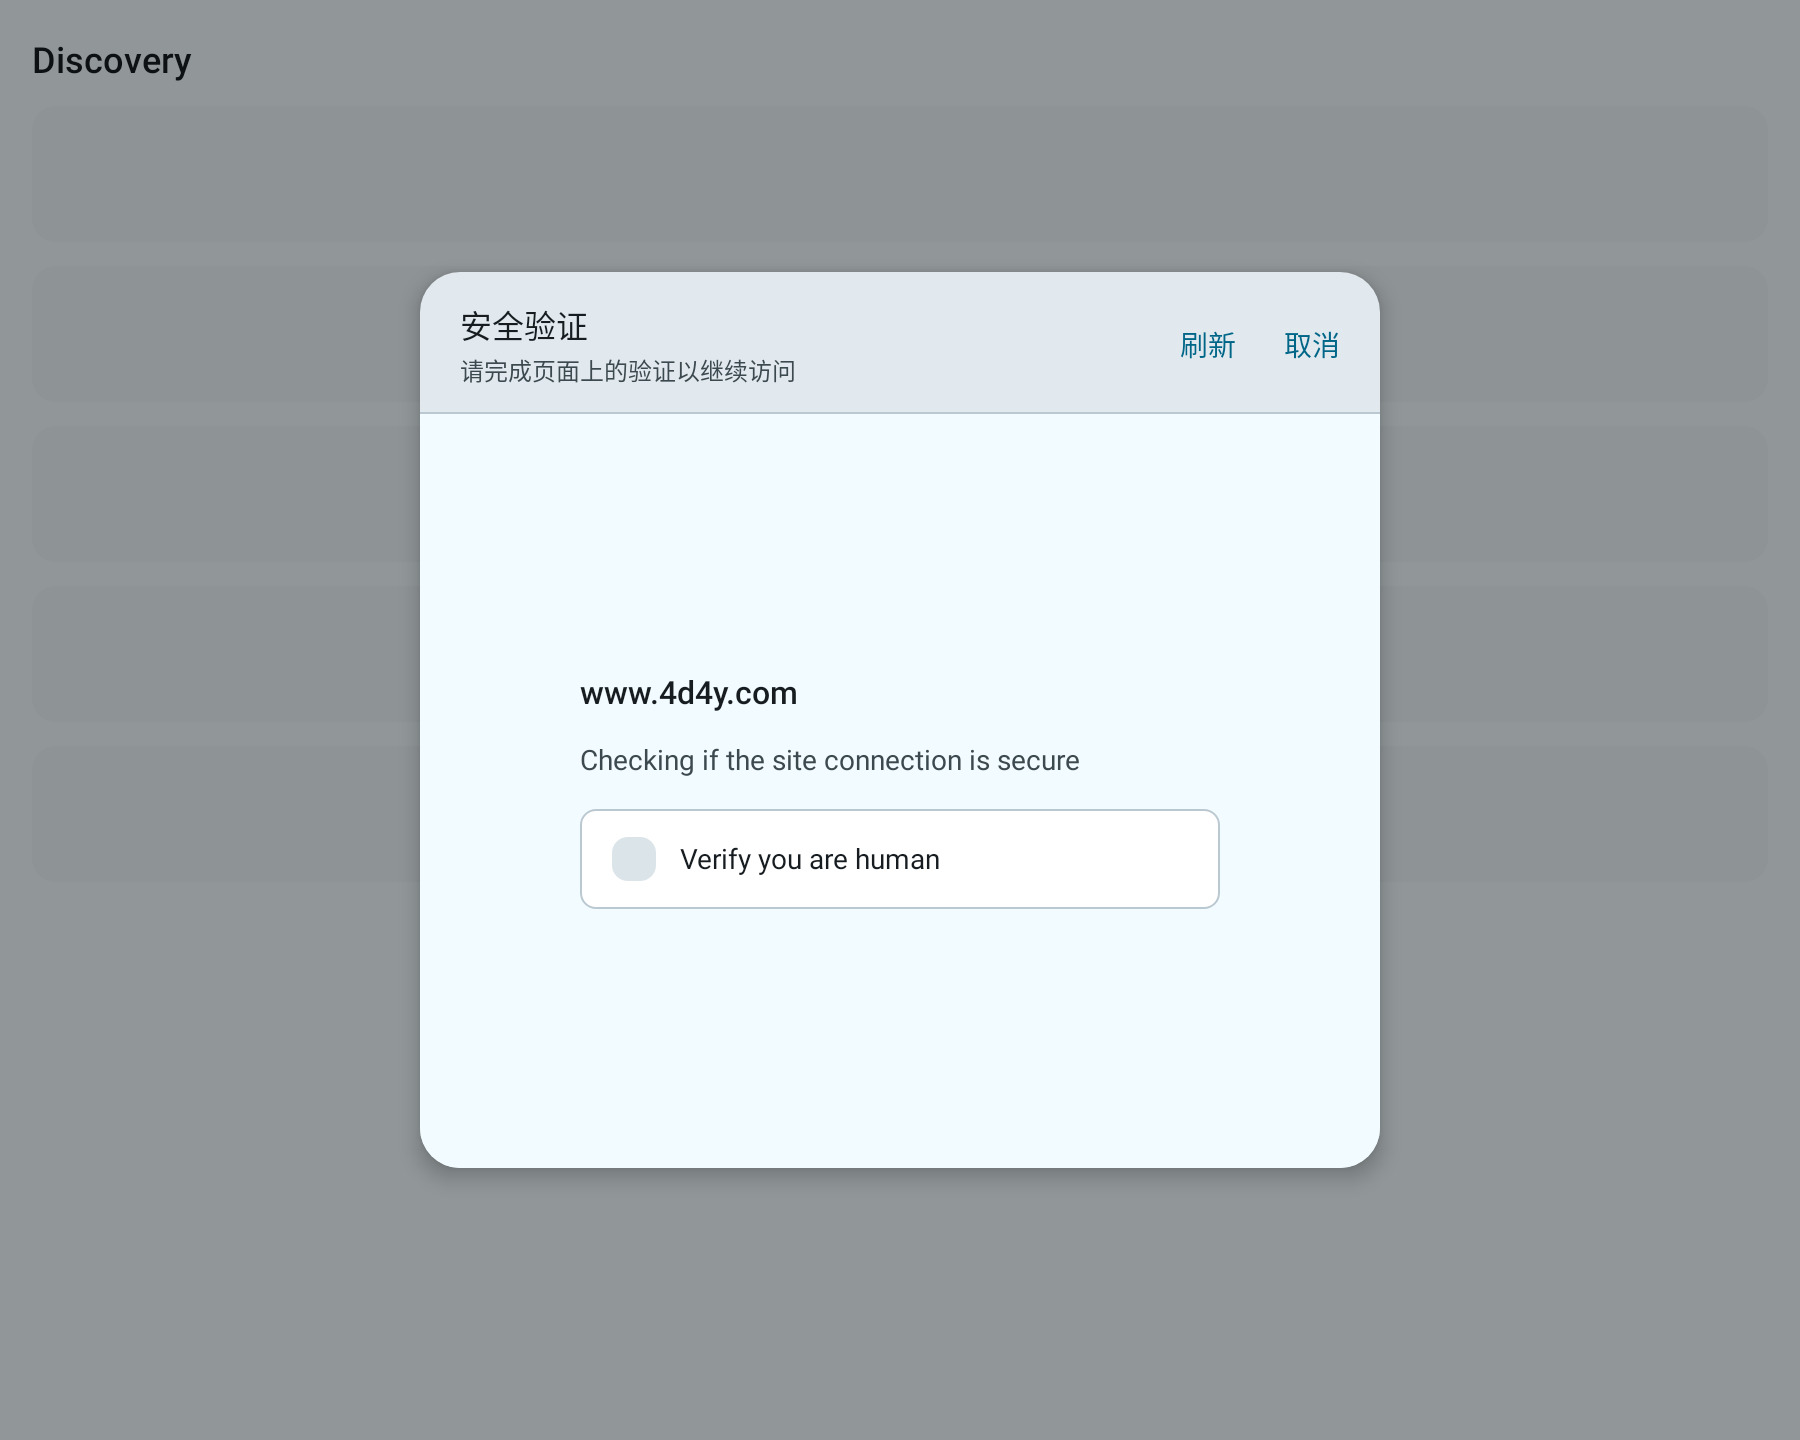 Discovery
安全验证
请完成页面上的验证以继续访问
刷新 取消
www.4d4y.com
Checking if the site connection is secure
Verify you are human